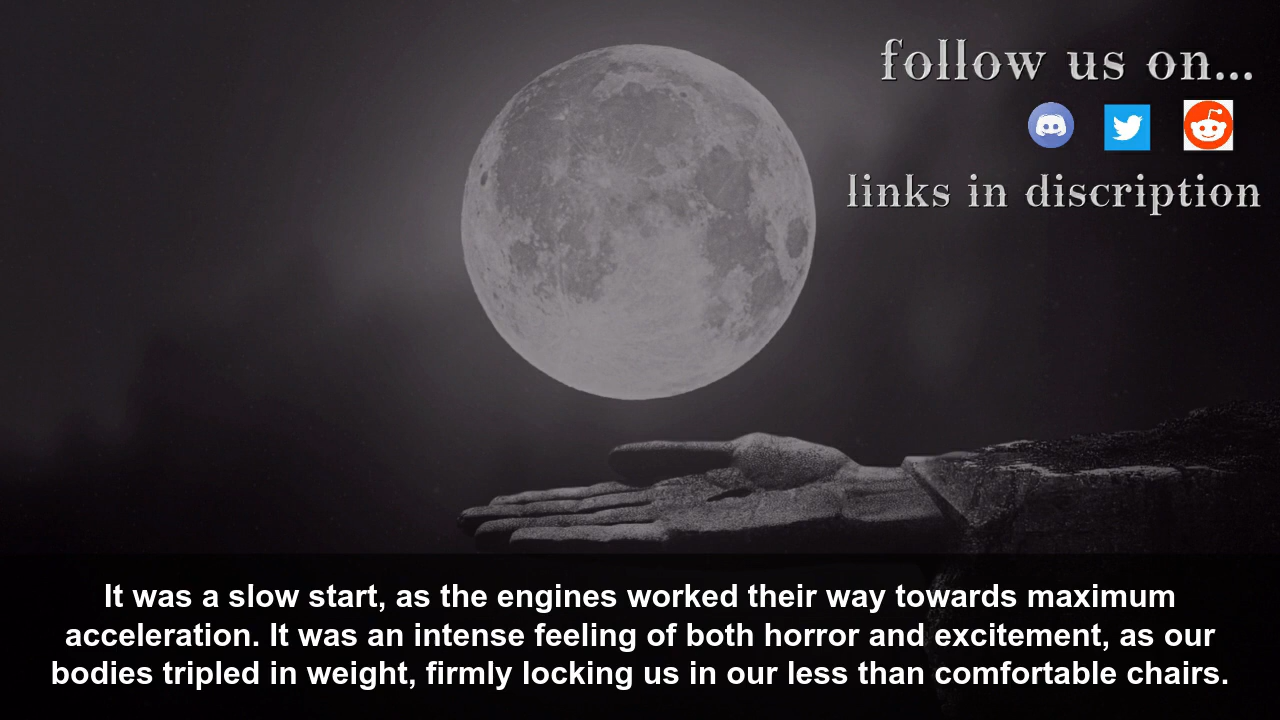 follow us on...
links in discription
It was a slow start, as the engines worked their way towards maximum
acceleration. It was an intense feeling of both horror and excitement, as our
bodies tripled in weight, firmly locking us in our less than comfortable chairs.